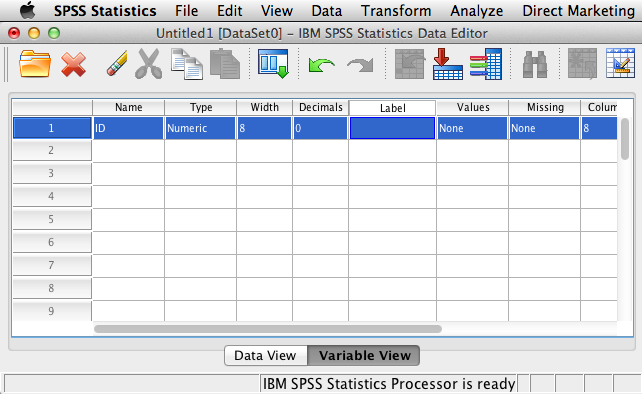 SPSS Statistics File Edit View Data Transform Analyze Direct Marketing
Untitled1 [DataSet0] – IBM SPSS Statistics Data Editor
Name Type Width Decimals Label Values Missing Colum
1 ID Numeric 8 0 None None 8
2
3
4
5
6
7
8
9
Data View Variable View
IBM SPSS Statistics Processor is ready